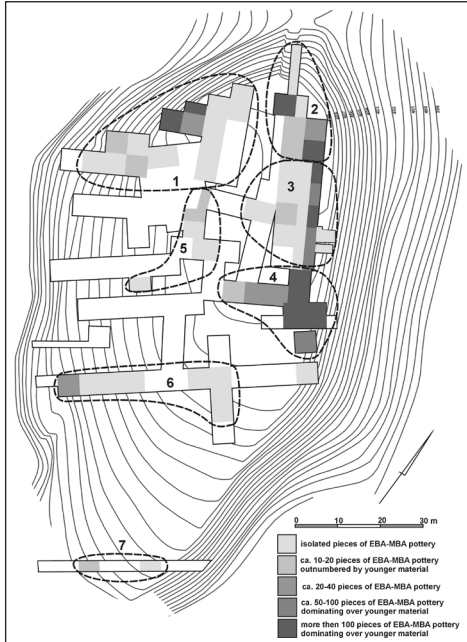 2
1
3
5
4
6
7
0 10 20 30 m
isolated pieces of EBA-MBA pottery
ca. 10-20 pieces of EBA-MBA pottery
outnumbered by younger material
ca. 20-40 pieces of EBA-MBA pottery
ca. 50-100 pieces of EBA-MBA pottery
dominating over younger material
more then 100 pieces of EBA-MBA pottery
dominating over younger material